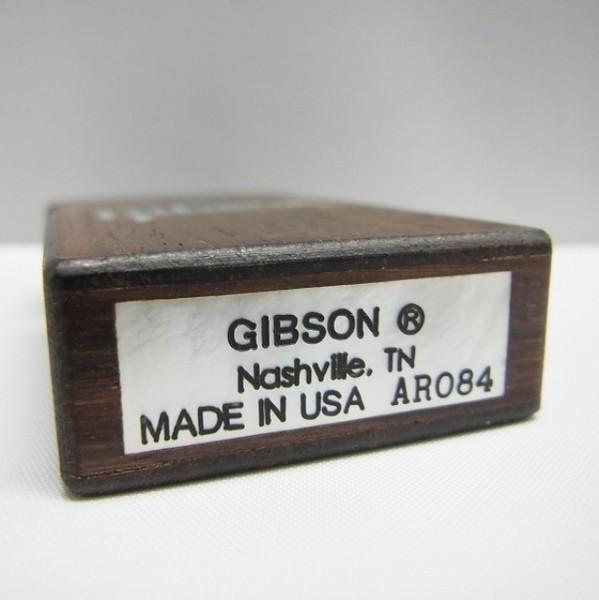 GIBSON ®
Nashville, TN
MADE IN USA AR084